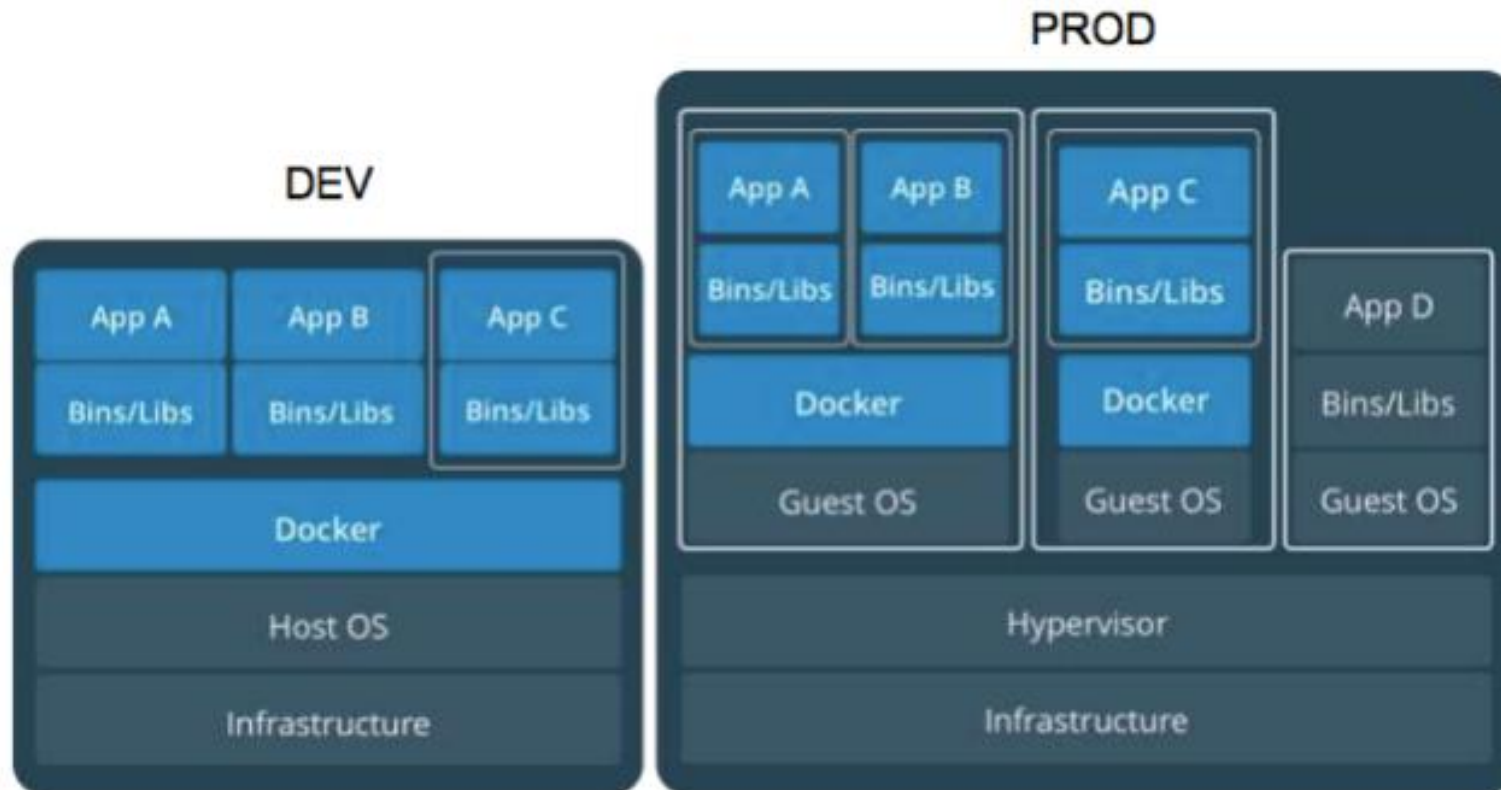 DEV
App A
App B
App C
Bins/Libs
Bins/Libs
Bins/Libs
Docker
Host OS
Infrastructure
PROD
App A
App B
App C
Bins/Libs
Bins/Libs
Bins/Libs
App D
Docker
Docker
Bins/Libs
Guest OS
Guest OS
Guest OS
Hypervisor
Infrastructure